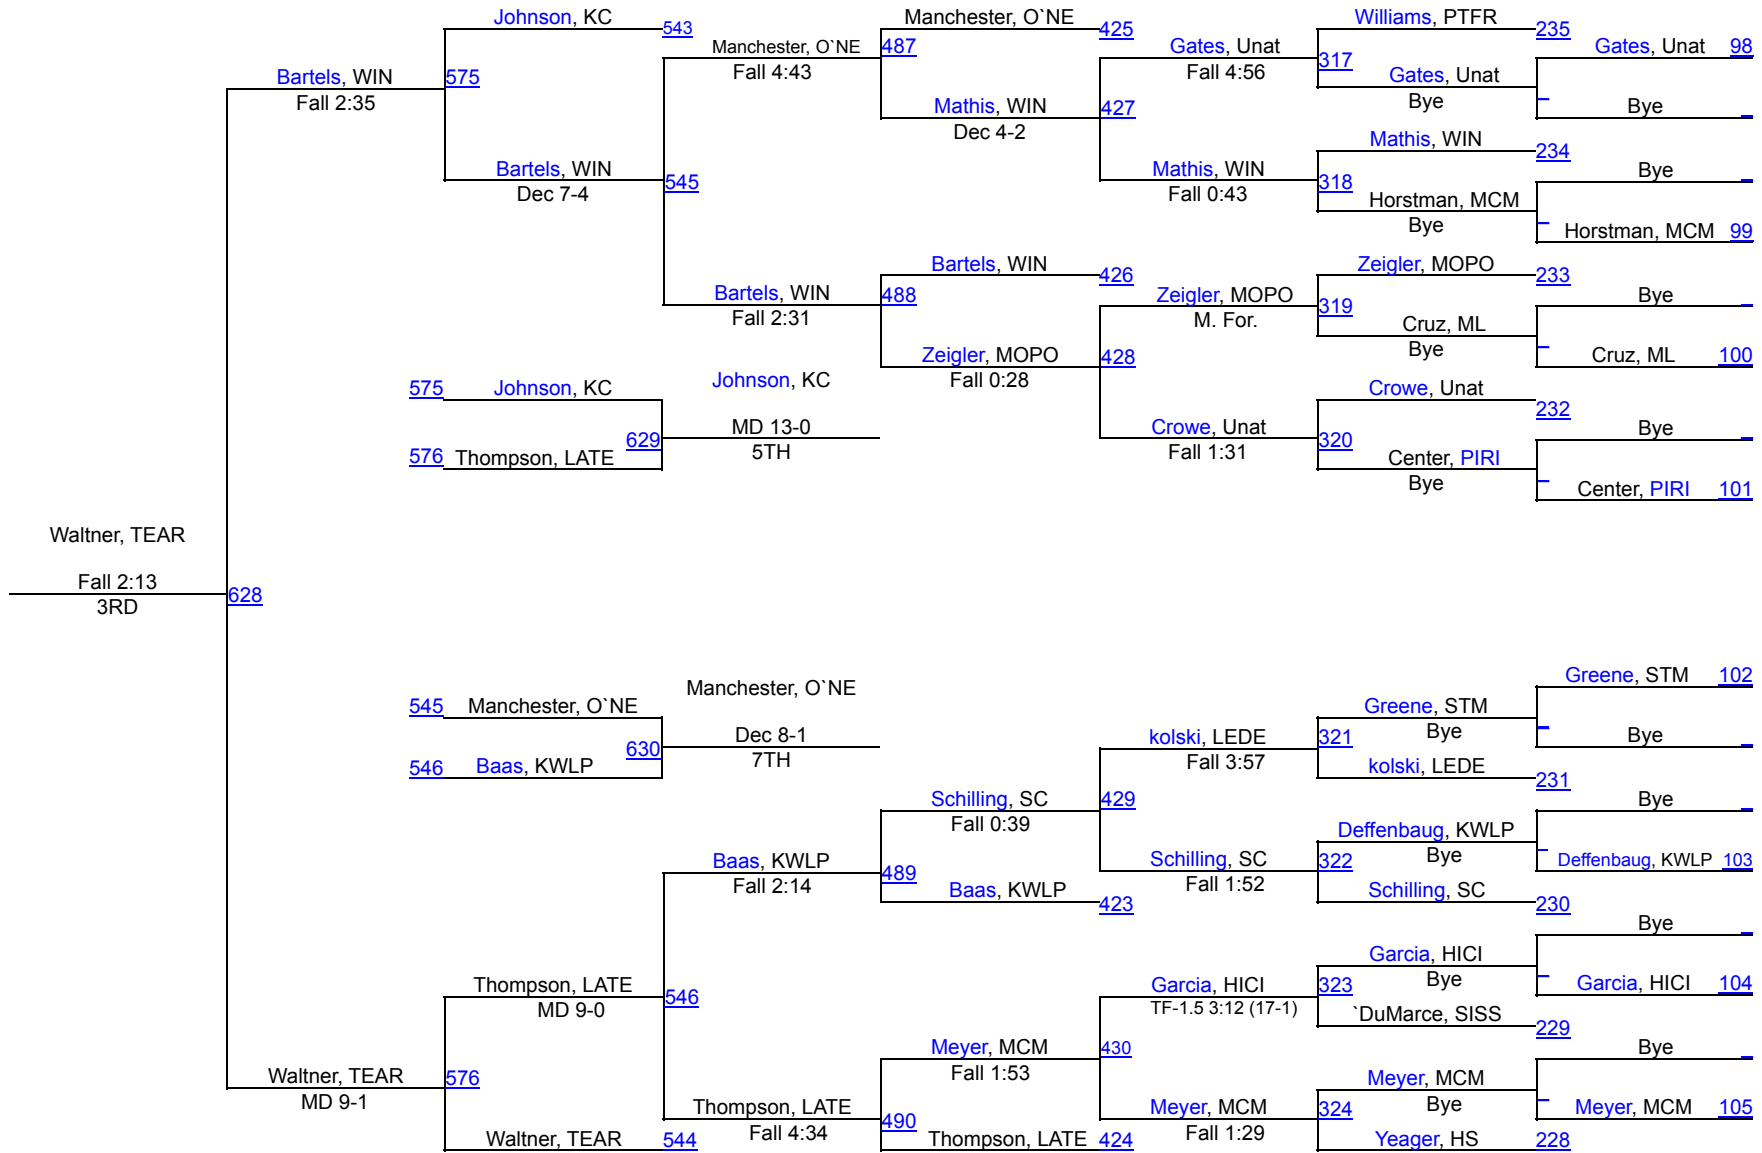 Johnson, KC
543
Manchester, O`NE
425
Williams, PTFR
235
Gates, Unat 98
Bartels, WIN
Fall 2:35
575
Manchester, O`NE
Fall 4:43
487
Gates, Unat
Fall 4:56
317
Gates, Unat
Bye
Bye
Mathis, WIN
Dec 4-2
427
Mathis, WIN
234
Bye
Bartels, WIN
Dec 7-4
545
Mathis, WIN
Fall 0:43
318
Horstman, MCM
Bye
Horstman, MCM 99
Bartels, WIN
426
Zeigler, MOPO
233
Bye
Bartels, WIN
Fall 2:31
488
Zeigler, MOPO
M. For.
319
Cruz, ML
Bye
Cruz, ML 100
Zeigler, MOPO
Fall 0:28
428
575 Johnson, KC
Johnson, KC
Crowe, Unat
232
Bye
629
MD 13-0
5TH
Crowe, Unat
Fall 1:31
320
576 Thompson, LATE
Center, PIRI
Bye
Center, PIRI 101
Waltner, TEAR
Fall 2:13
3RD
628
Greene, STM 102
Manchester, O`NE
545 Manchester, O`NE
Greene, STM
Bye
Bye
630
Dec 8-1
7TH
kolski, LEDE
Fall 3:57
321
546 Baas, KWLP
kolski, LEDE
231
Schilling, SC
Fall 0:39
429
Bye
Deffenbaug, KWLP
Bye
Baas, KWLP
Fall 2:14
489
Schilling, SC
Fall 1:52
322
Deffenbaug, KWLP 103
Baas, KWLP
423
Schilling, SC
230
Bye
Garcia, HICI
Bye
Thompson, LATE
MD 9-0
546
Garcia, HICI
TF-1.5 3:12 (17-1)
323
Garcia, HICI 104
`DuMarce, SISS
229
Meyer, MCM
Fall 1:53
430
Bye
Waltner, TEAR
MD 9-1
576
Meyer, MCM
Bye
Thompson, LATE
Fall 4:34
490
Meyer, MCM
Fall 1:29
324
Meyer, MCM 105
Waltner, TEAR
544
Thompson, LATE
424
Yeager, HS
228